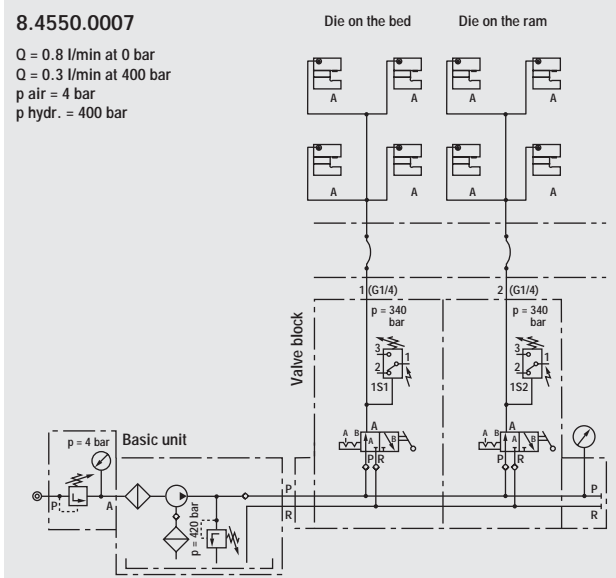 8.4550.0007
Q = 0.8 l/min at 0 bar
Q = 0.3 l/min at 400 bar
p air = 4 bar
p hydr. = 400 bar
Die on the bed
Die on the ram
A
A
A
A
A
A
A
A
1 (G1/4)
2 (G1/4)
Valve block
p = 340
bar
p = 340
bar
3
2
1
1S1
3
2
1
1S2
A
A B
A
B
P R
A
A B
A
B
P R
p = 4 bar
P
A
Basic unit
p = 420 bar
P
R
P
R